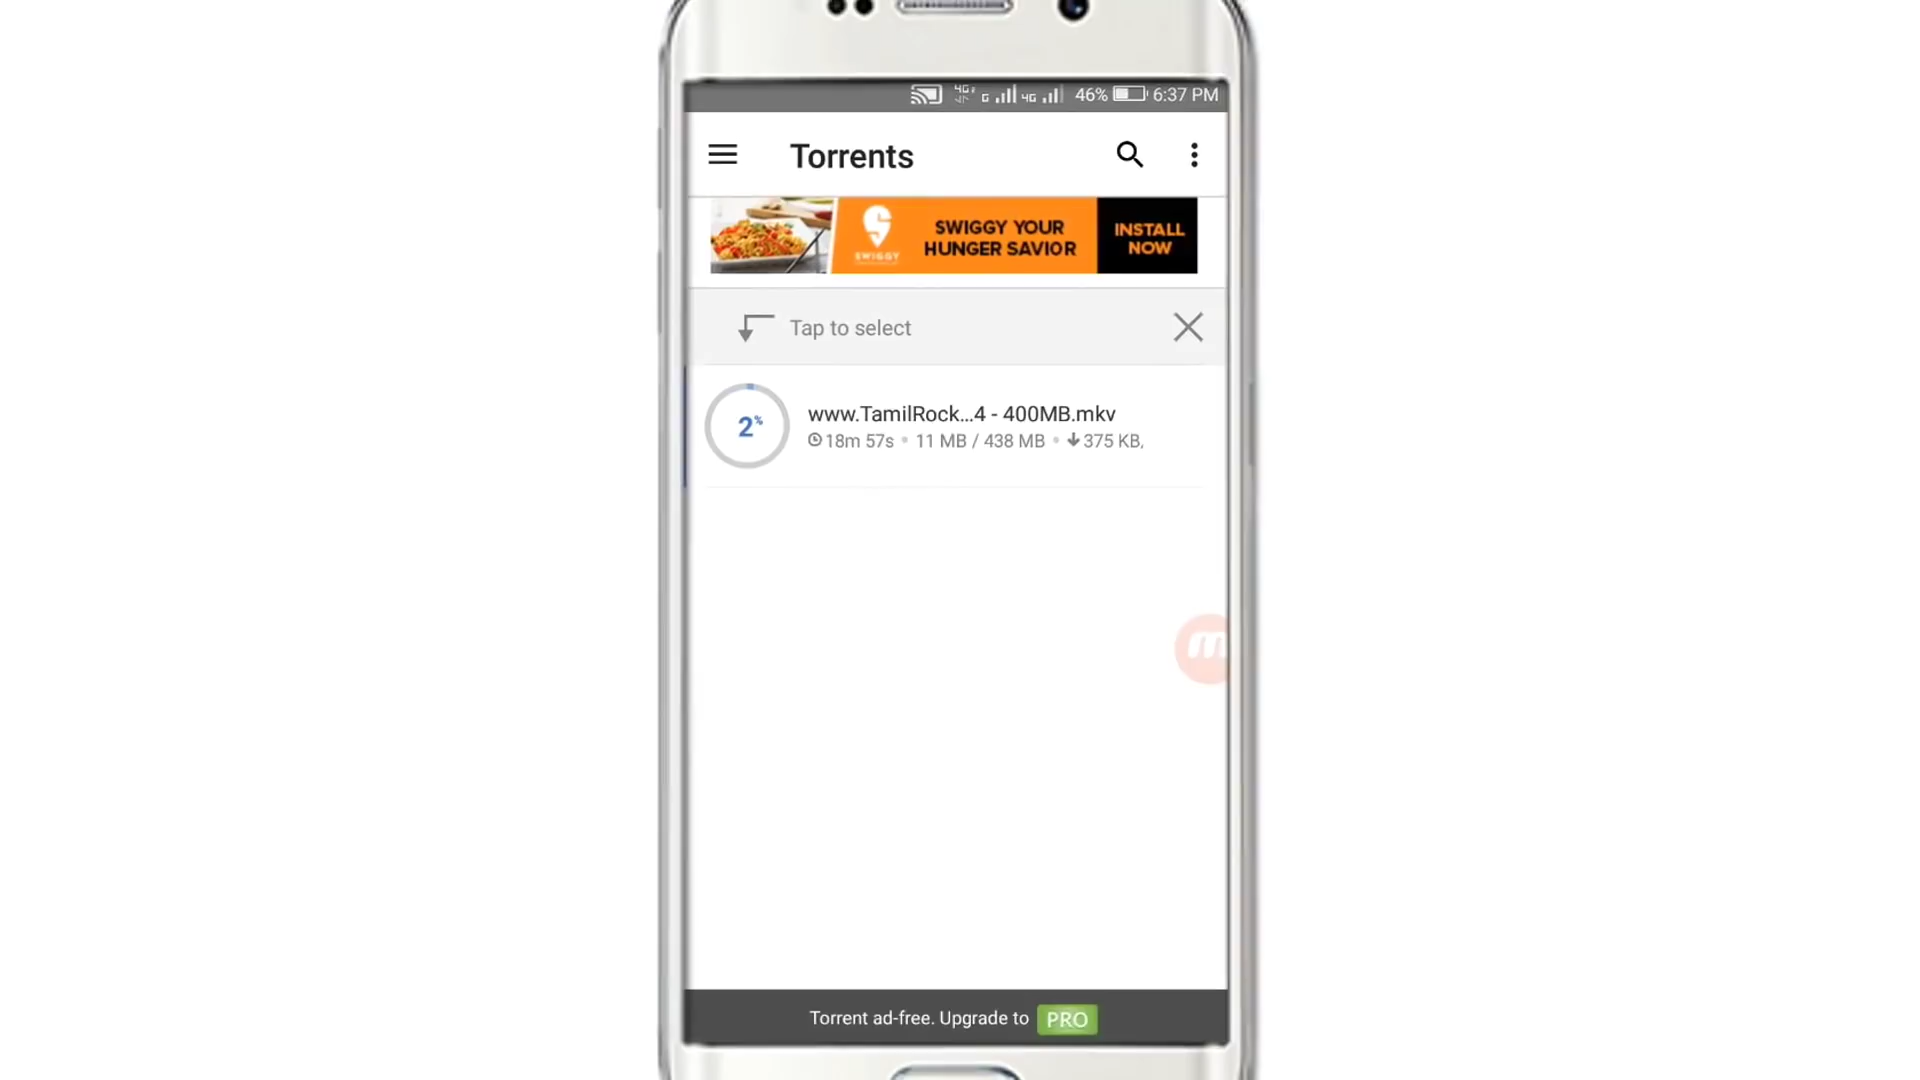 46% 6:37 PM
Torrents
SWIGGY
SWIGGY YOUR
HUNGER SAVIOR
INSTALL
NOW
Tap to select
2%
www.TamilRock...4 - 400MB.mkv
18m 57s • 11 MB / 438 MB • 375 KB,
Torrent ad-free. Upgrade to PRO